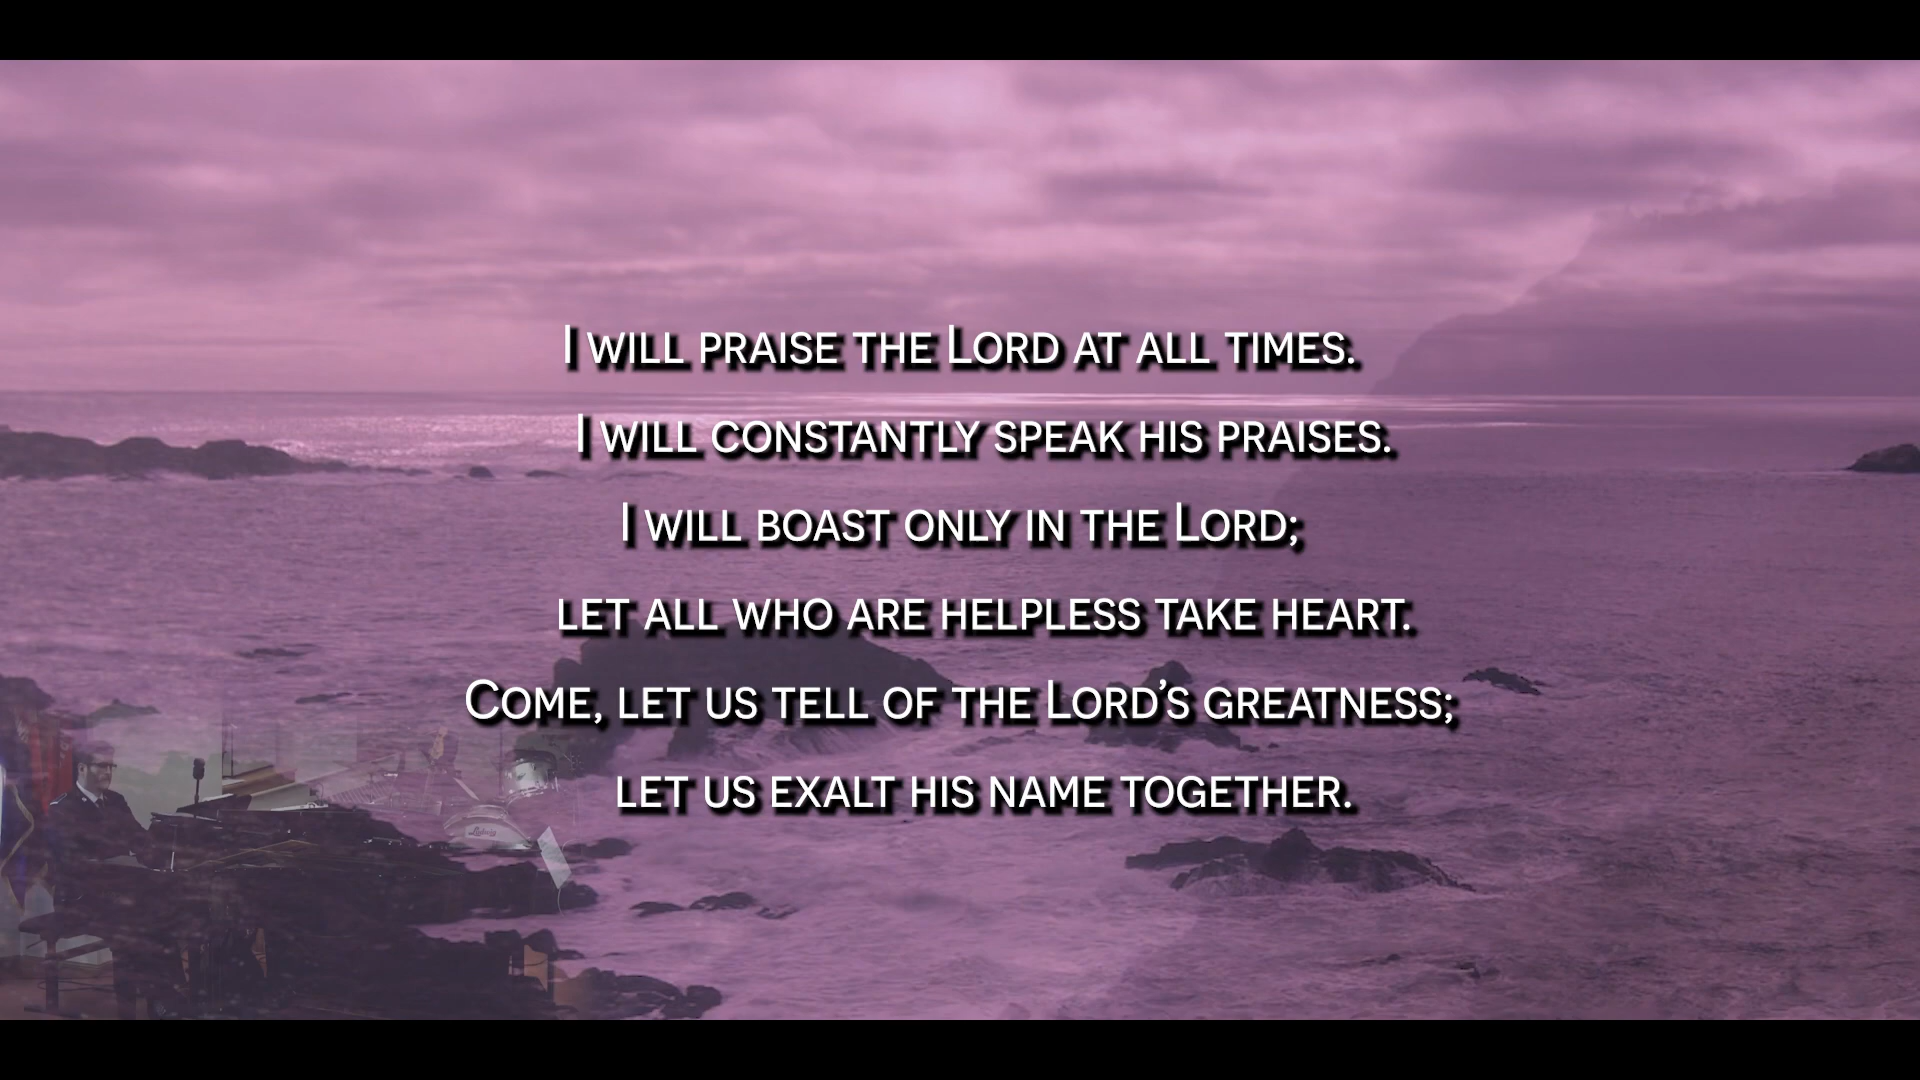 I will praise the Lord at all times.
I will constantly speak his praises.
I will boast only in the Lord;
let all who are helpless take heart.
Come, let us tell of the Lord’s greatness;
let us exalt his name together.
Ludwig